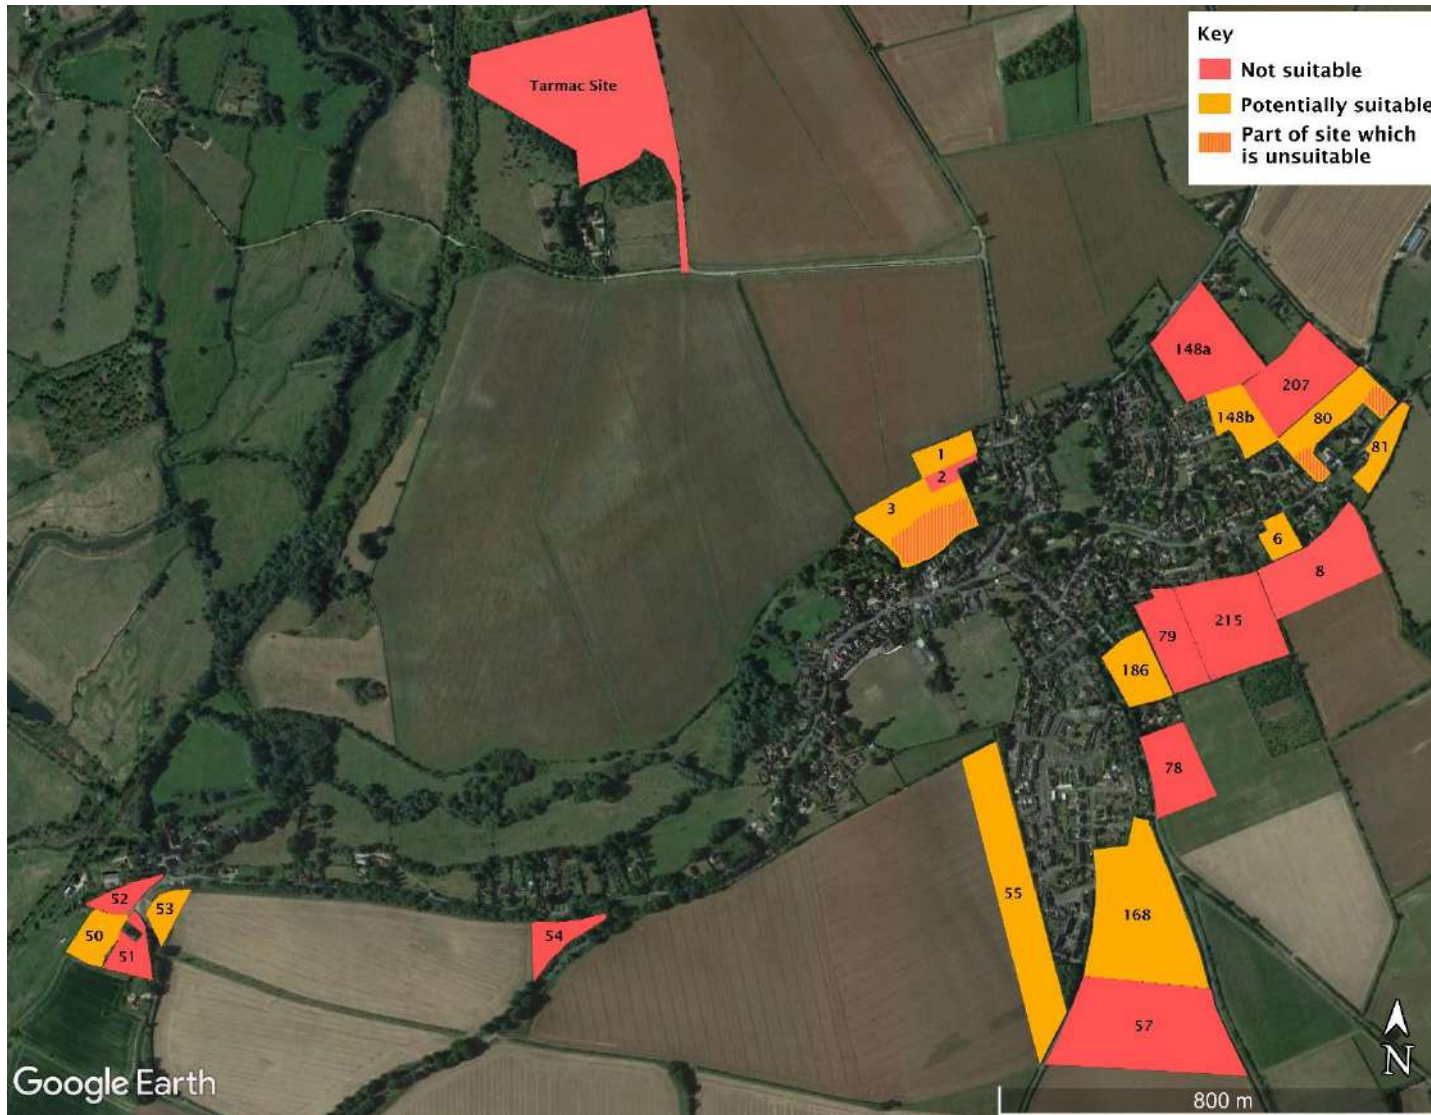 Key
Not suitable
Potentially suitable
Part of site which
is unsuitable
Tarmac Site
148a
207
148b
80
81
1
2
3
6
8
215
79
186
78
55
168
57
52
53
50
51
54
N
Google Earth
800 m